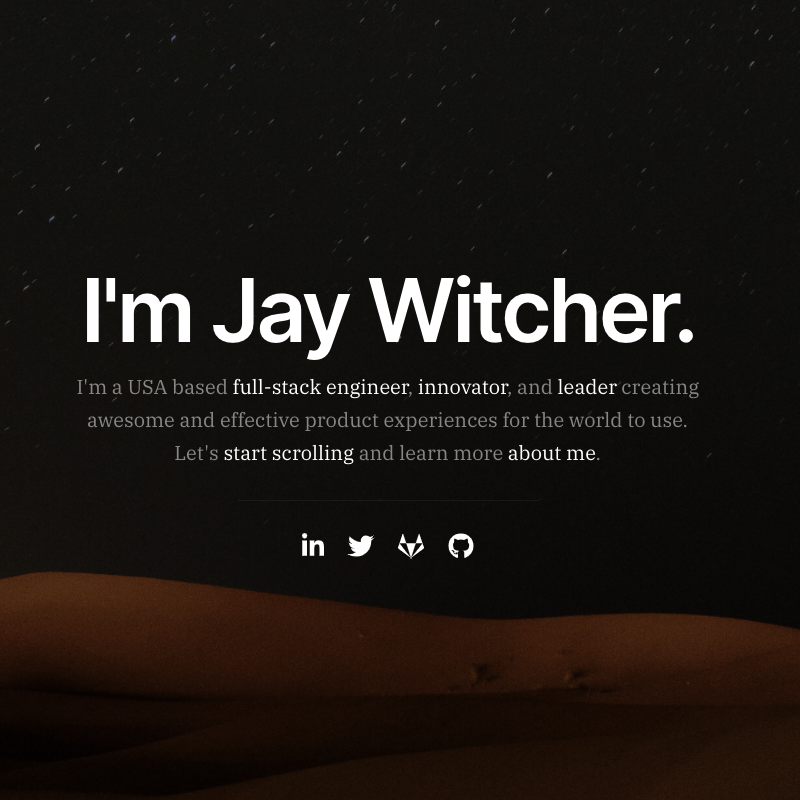 I'm Jay Witcher.
I'm a USA based full-stack engineer, innovator, and leader creating
awesome and effective product experiences for the world to use.
Let's start scrolling and learn more about me.
in